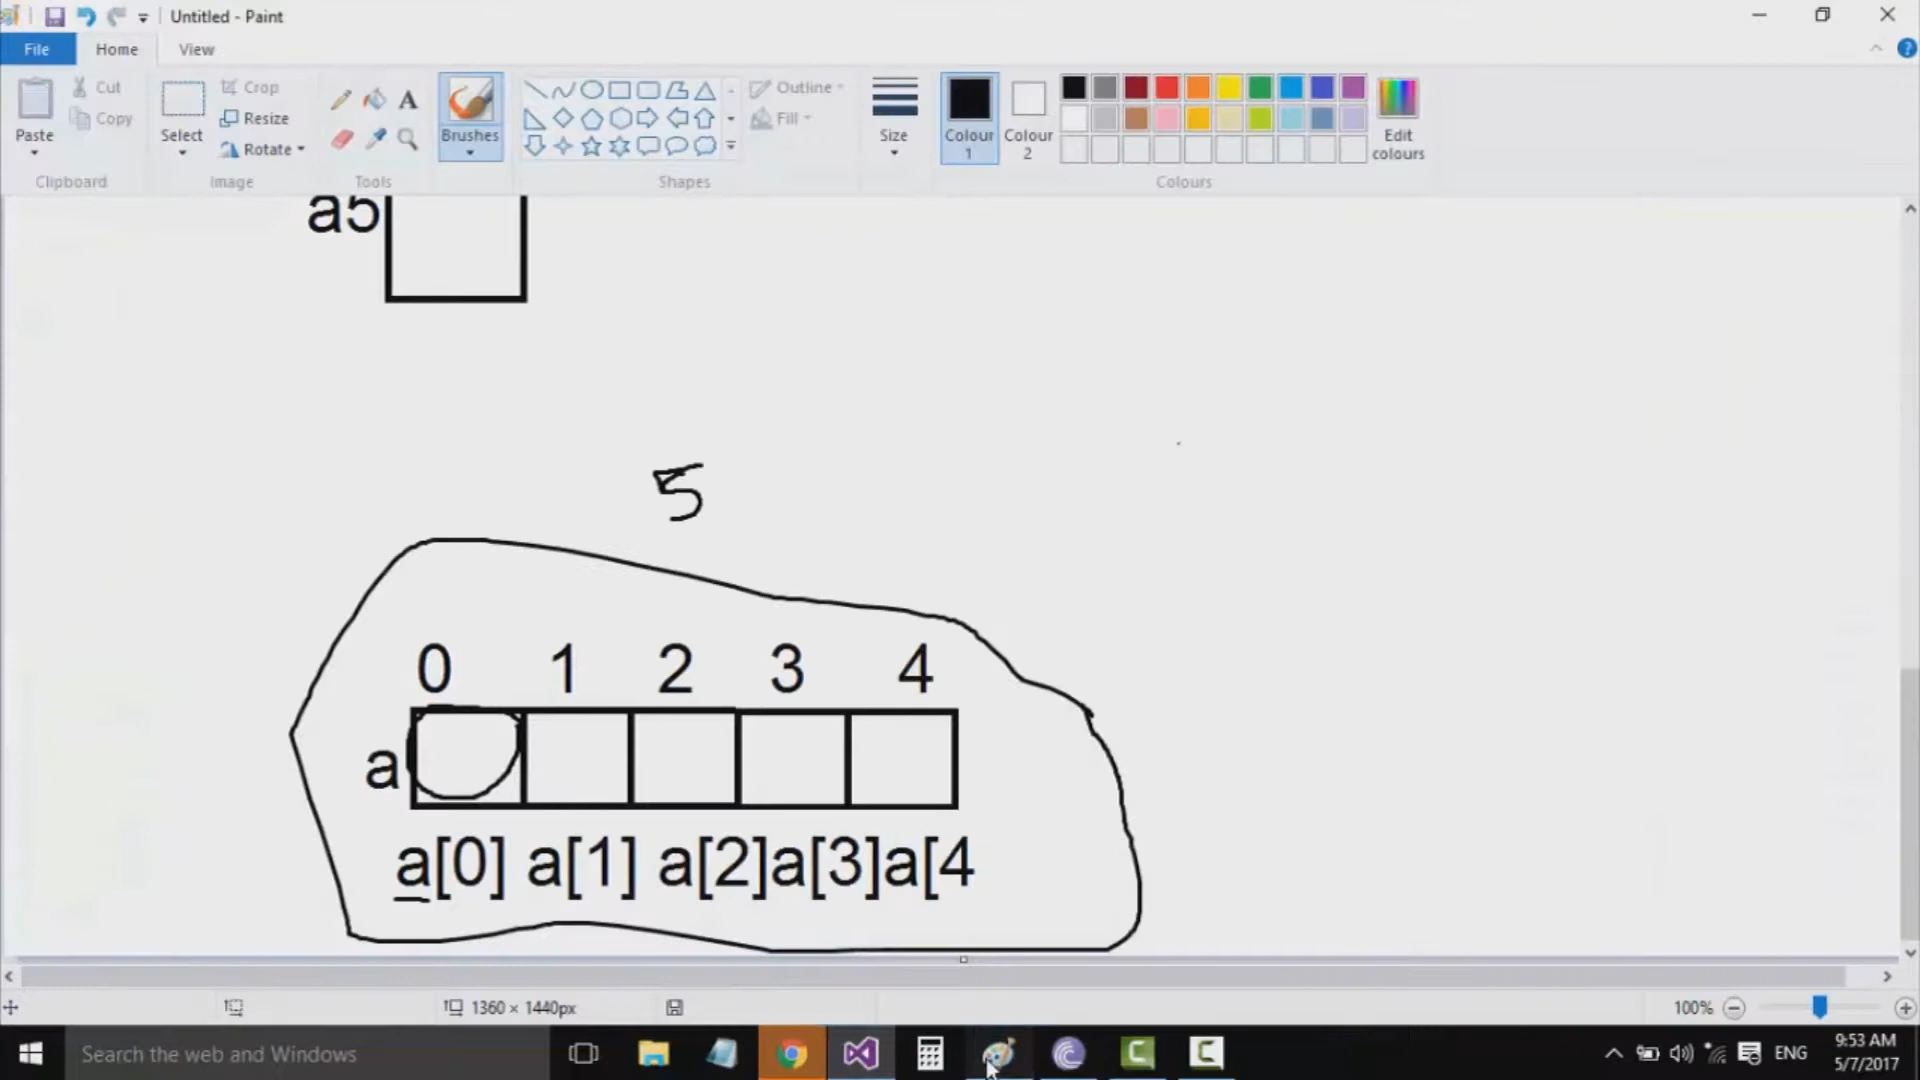 Untitled - Paint
File Home View
Paste
Cut
Copy
Clipboard
Select
Crop
Resize
Rotate
Image
Tools
Brushes
Shapes
Outline
Fill
Size
Colour 1
Colour 2
Edit colours
Colours
a5
5
0 1 2 3 4
a
a[0] a[1] a[2]a[3]a[4
1360 × 1440px
100%
Search the web and Windows
ENG
9:53 AM
5/7/2017